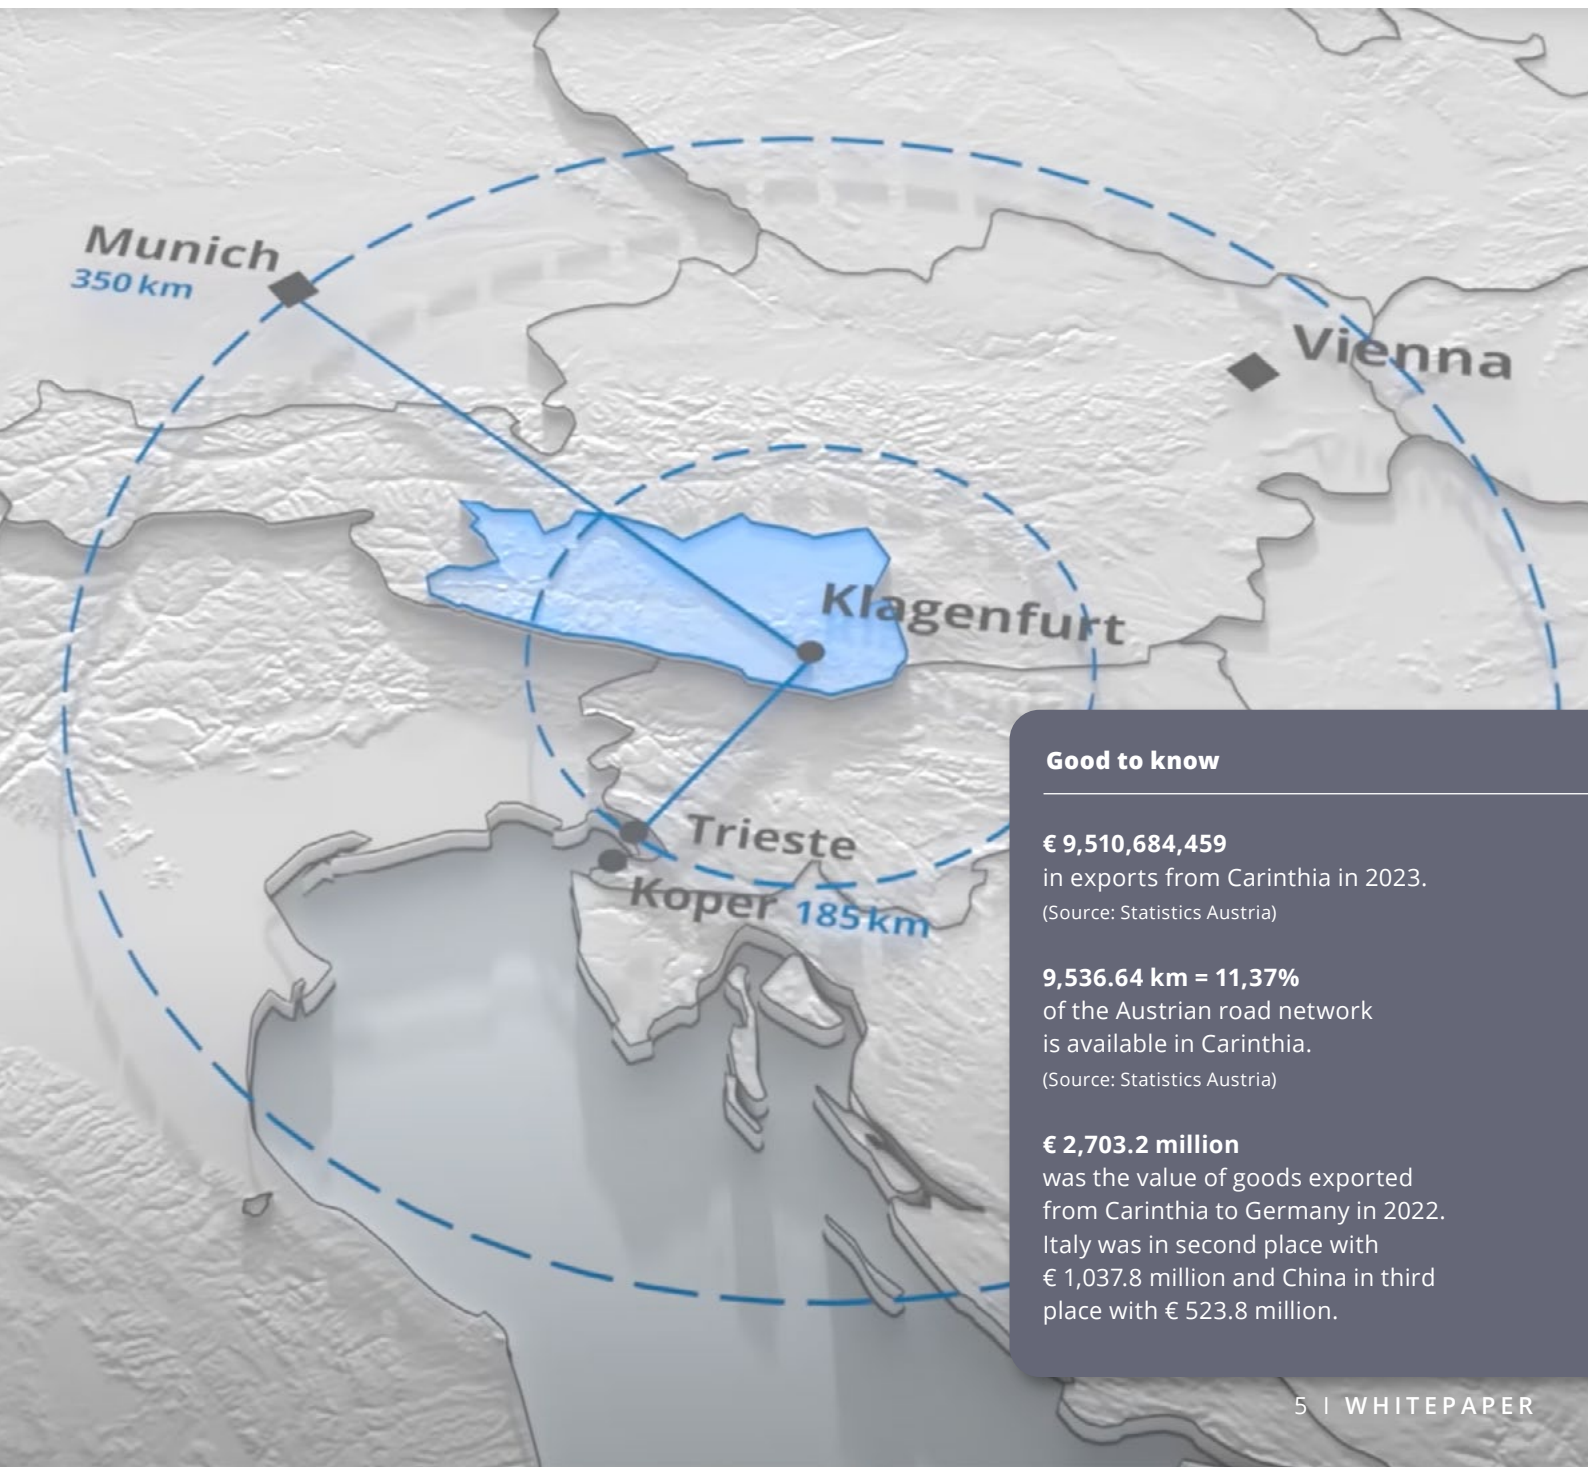 Munich
350 km
Vienna
Klagenfurt
Trieste
Koper 185 km
Good to know
€ 9,510,684,459
in exports from Carinthia in 2023.
(Source: Statistics Austria)
9,536.64 km = 11,37%
of the Austrian road network
is available in Carinthia.
(Source: Statistics Austria)
€ 2,703.2 million
was the value of goods exported
from Carinthia to Germany in 2022.
Italy was in second place with
€ 1,037.8 million and China in third
place with € 523.8 million.
5 I WHITEPAPER